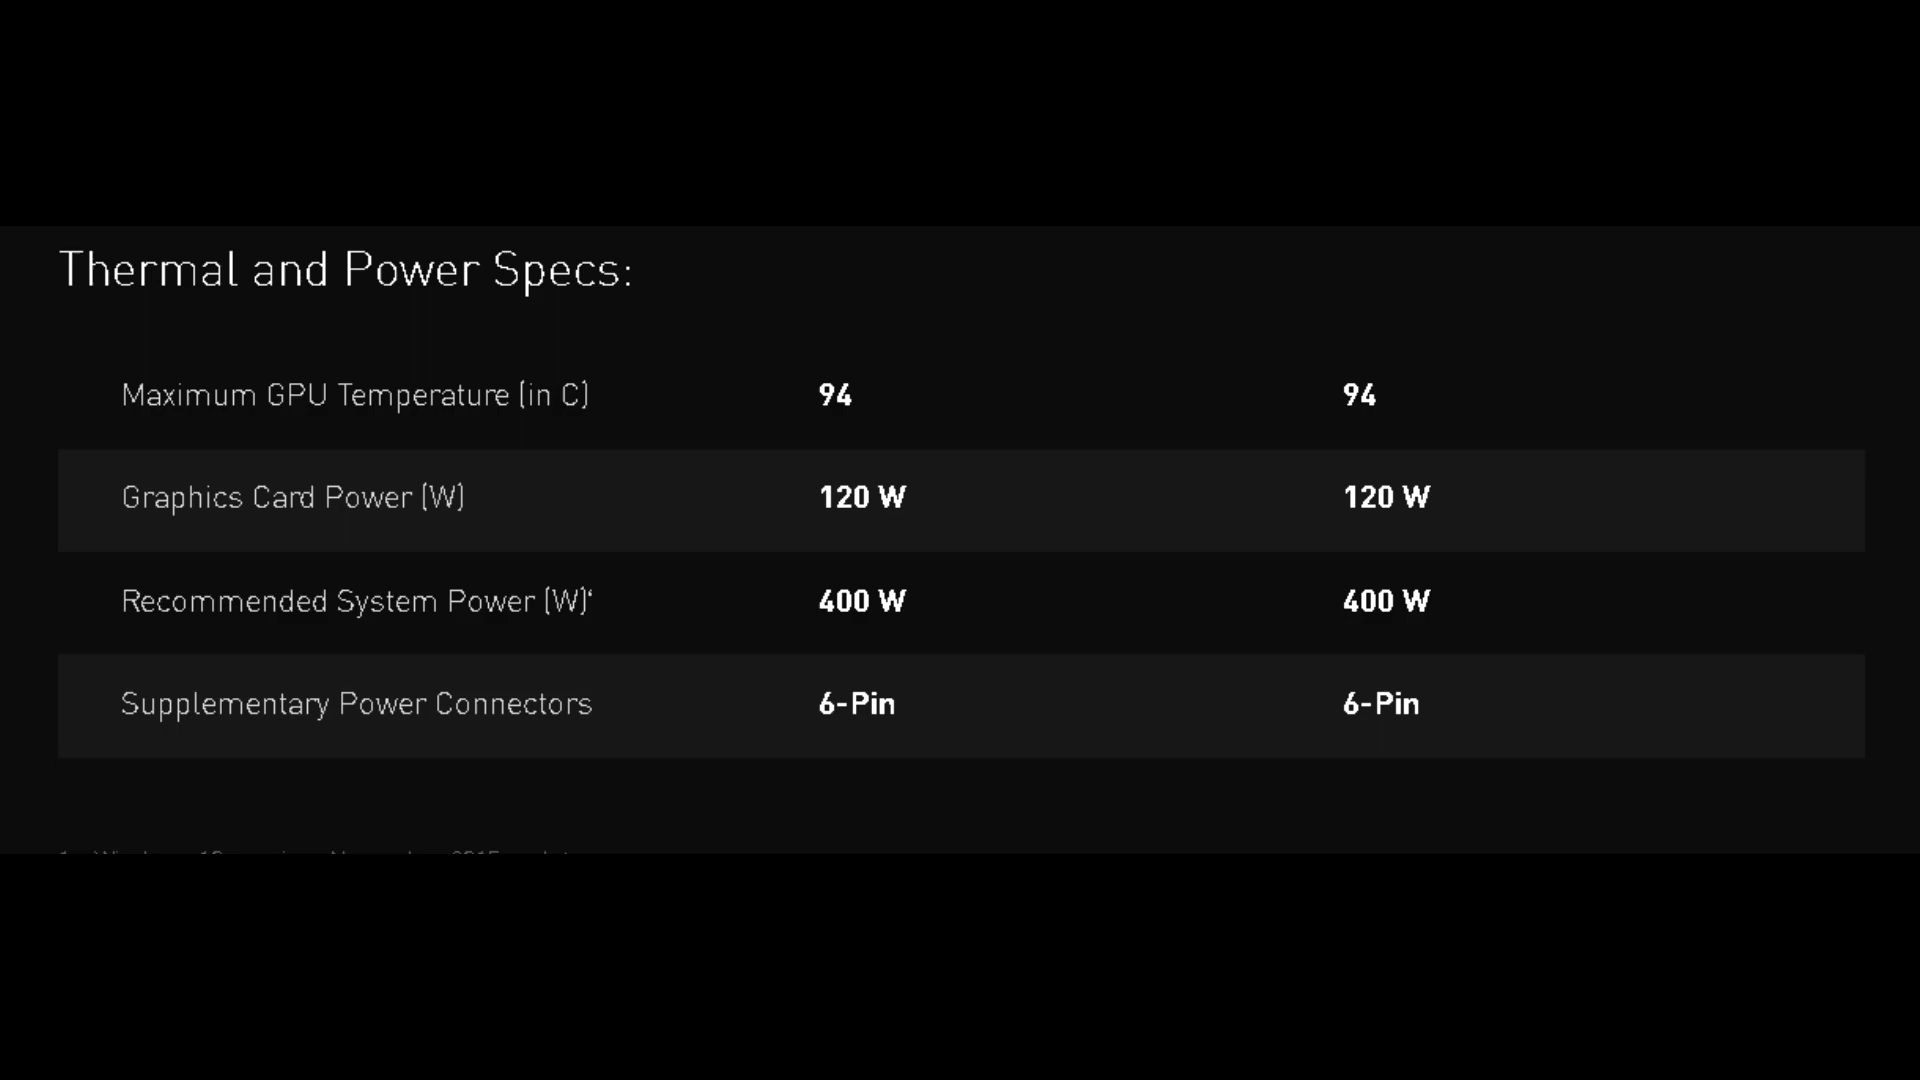 Thermal and Power Specs:
Maximum GPU Temperature (in C) 94 94
Graphics Card Power (W) 120 W 120 W
Recommended System Power (W)‘ 400 W 400 W
Supplementary Power Connectors 6-Pin 6-Pin